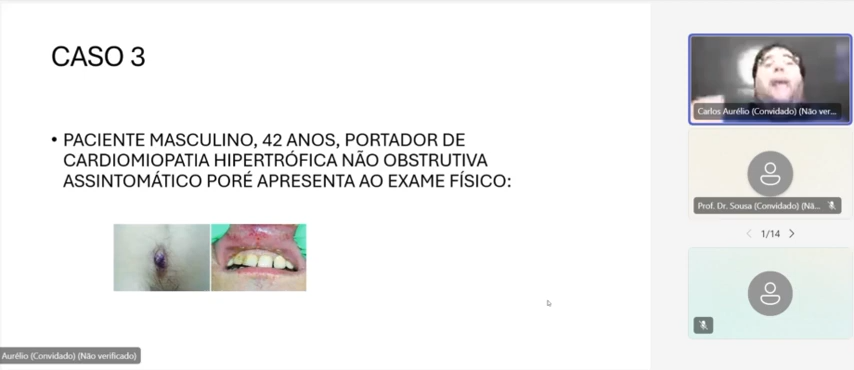 CASO 3
• PACIENTE MASCULINO, 42 ANOS, PORTADOR DE
CARDIOMIOPATIA HIPERTRÓFICA NÃO OBSTRUTIVA
ASSINTOMÁTICO PORÉ APRESENTA AO EXAME FÍSICO:
Carlos Aurélio (Convidado) (Não ver...
Prof. Dr. Sousa (Convidado) (Nã...
1/14
Aurélio (Convidado) (Não verificado)